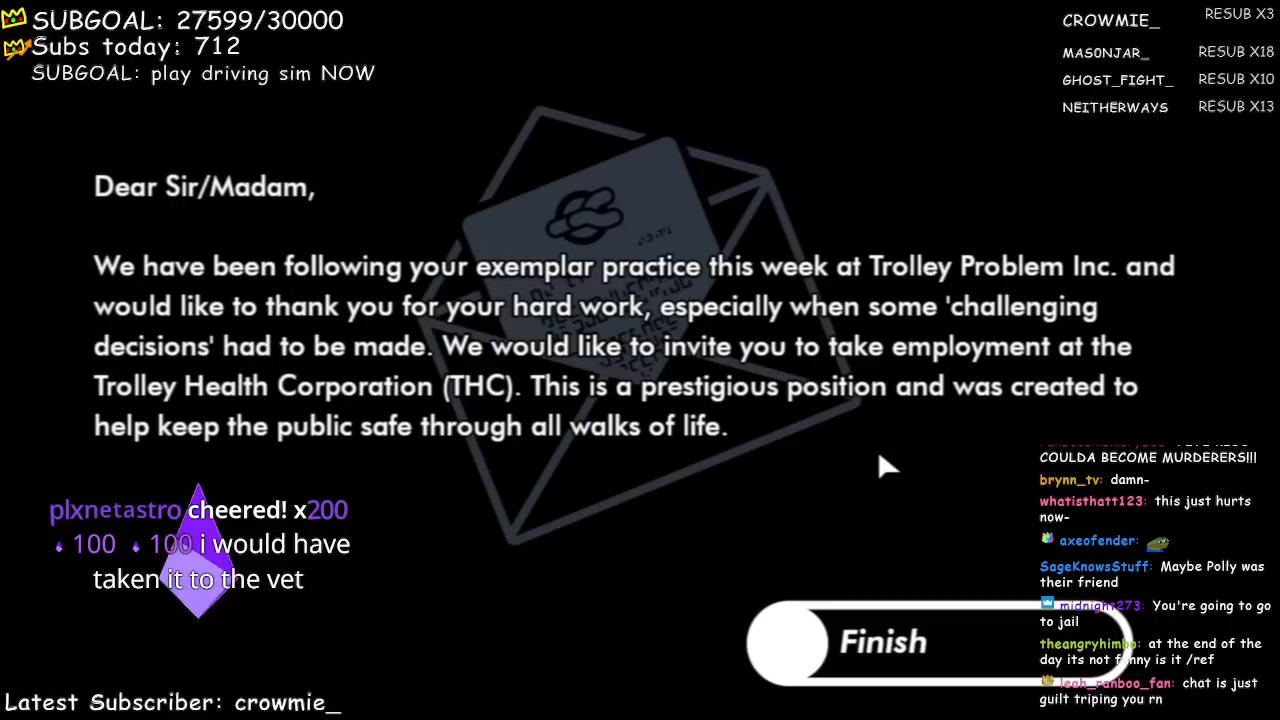 SUBGOAL: 27599/30000
Subs today: 712
SUBGOAL: play driving sim NOW
CROWMIE_ RESUB X3
MAS0NJAR_ RESUB X18
GHOST_FIGHT_ RESUB X10
NEITHERWAYS RESUB X13
Dear Sir/Madam,
We have been following your exemplar practice this week at Trolley Problem Inc. and
would like to thank you for your hard work, especially when some 'challenging
decisions' had to be made. We would like to invite you to take employment at the
Trolley Health Corporation (THC). This is a prestigious position and was created to
help keep the public safe through all walks of life.
plxnetastro cheered! x200
100 100 i would have
taken it to the vet
COULDA BECOME MURDERERS!!!
brynn_tv: damn-
whatisthatt123: this just hurts
now-
axeofender:
SageKnowsStuff: Maybe Polly was
their friend
midnight273: You're going to go
to jail
theangryhimbo: at the end of the
day its not funny is it /ref
leah_ranboo_fan: chat is just
guilt triping you rn
Finish
Latest Subscriber: crowmie_